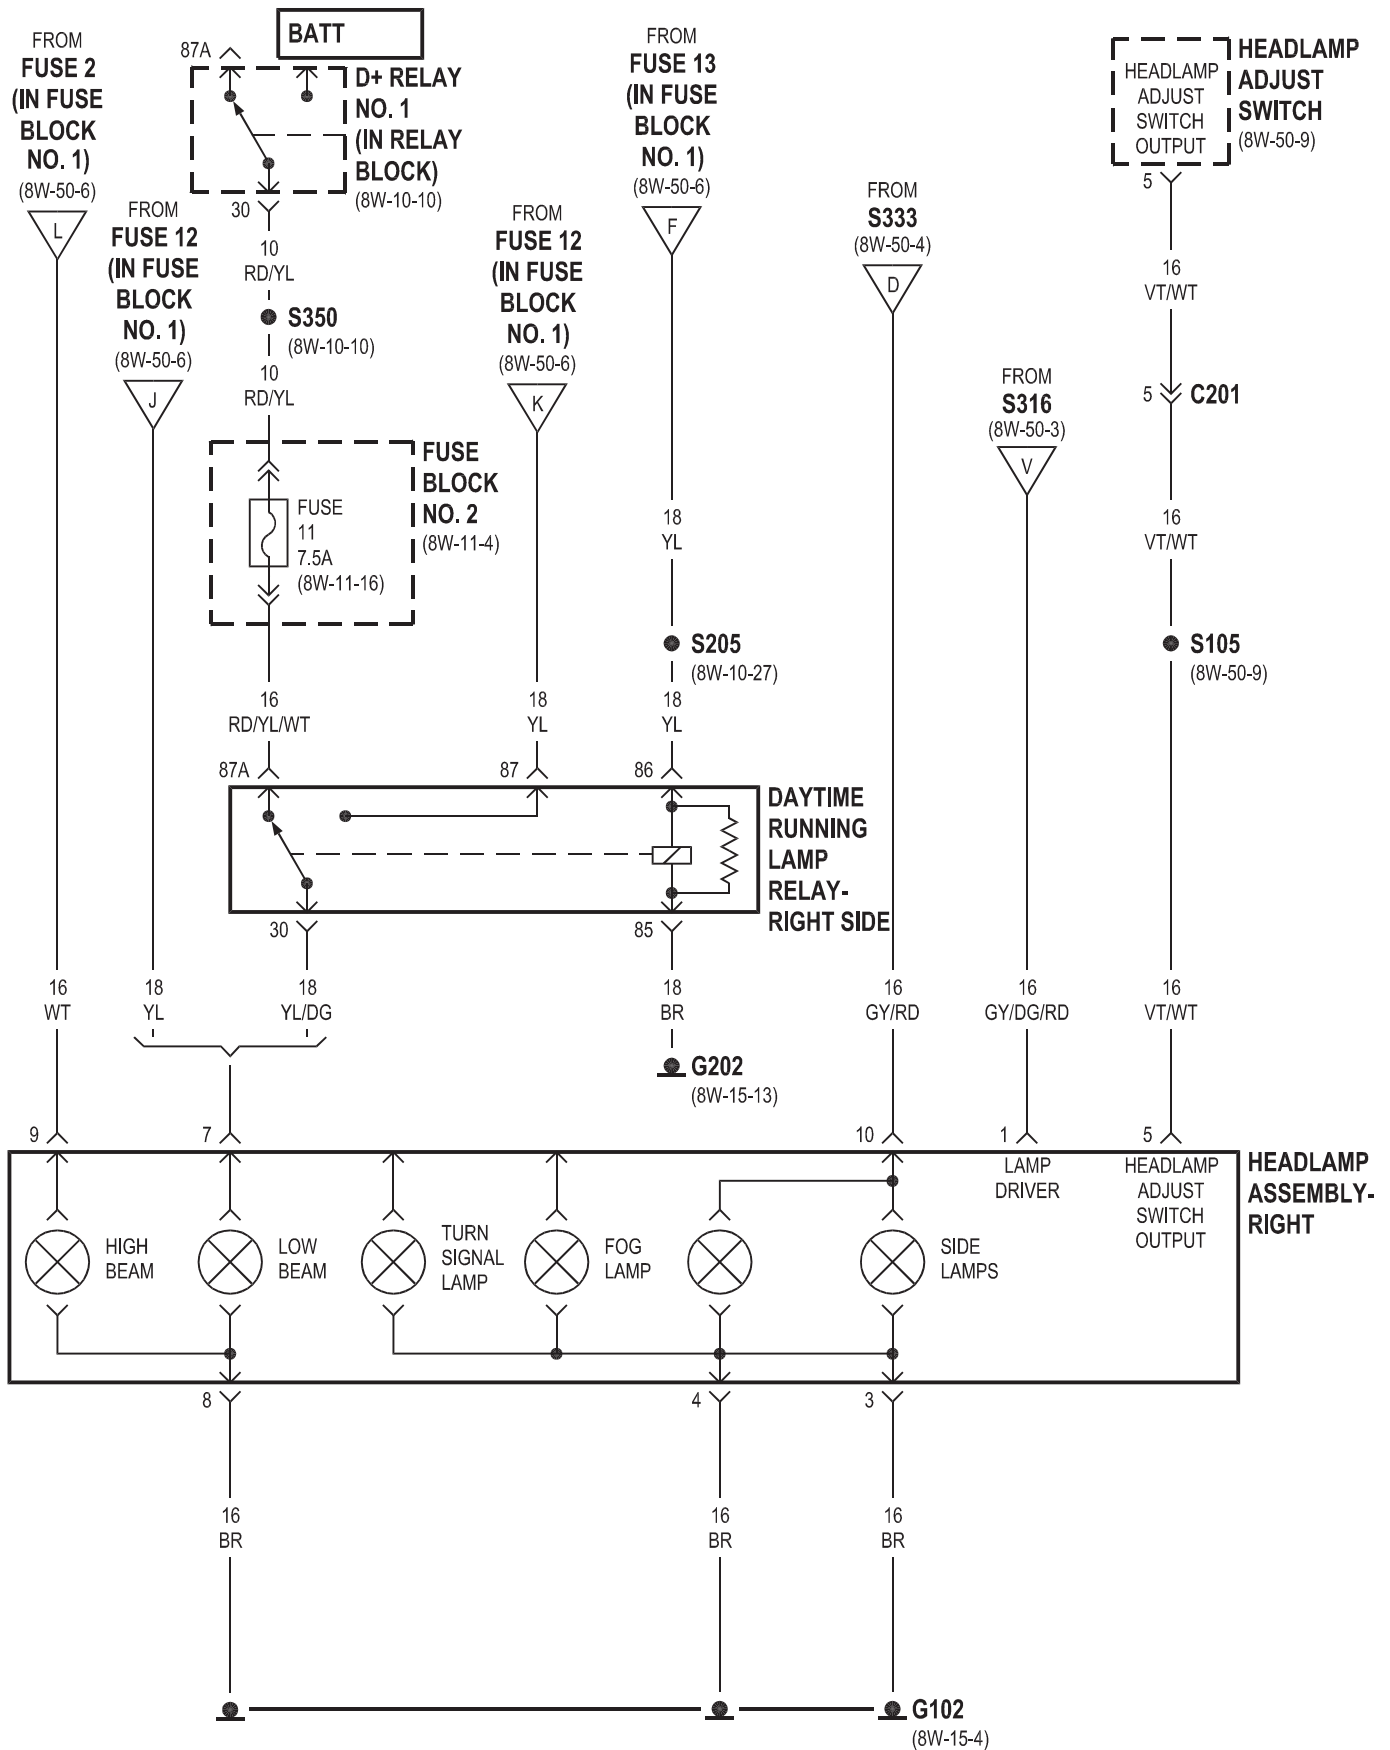 BATT
FROM
FUSE 2
(IN FUSE
BLOCK
NO. 1)
(8W-50-6)
L
87A
D+ RELAY
NO. 1
(IN RELAY
BLOCK)
(8W-10-10)
30
FROM
FUSE 13
(IN FUSE
BLOCK
NO. 1)
(8W-50-6)
F
HEADLAMP
ADJUST
SWITCH
OUTPUT
HEADLAMP
ADJUST
SWITCH
(8W-50-9)
5
FROM
FUSE 12
(IN FUSE
BLOCK
NO. 1)
(8W-50-6)
J
10
RD/YL
S350
(8W-10-10)
10
RD/YL
FROM
FUSE 12
(IN FUSE
BLOCK
NO. 1)
(8W-50-6)
K
FROM
S333
(8W-50-4)
D
16
VT/WT
FROM
S316
(8W-50-3)
V
5
C201
FUSE
BLOCK
NO. 2
(8W-11-4)
FUSE
11
7.5A
(8W-11-16)
18
YL
16
VT/WT
S205
(8W-10-27)
S105
(8W-50-9)
16
RD/YL/WT
18
YL
18
YL
87A
87
86
DAYTIME
RUNNING
LAMP
RELAY-
RIGHT SIDE
30
85
16
WT
18
YL
18
YL/DG
18
BR
16
GY/RD
16
GY/DG/RD
16
VT/WT
G202
(8W-15-13)
9
7
10
1
5
LAMP
DRIVER
HEADLAMP
ADJUST
SWITCH
OUTPUT
HEADLAMP
ASSEMBLY-
RIGHT
HIGH
BEAM
LOW
BEAM
TURN
SIGNAL
LAMP
FOG
LAMP
SIDE
LAMPS
8
4
3
16
BR
16
BR
16
BR
G102
(8W-15-4)